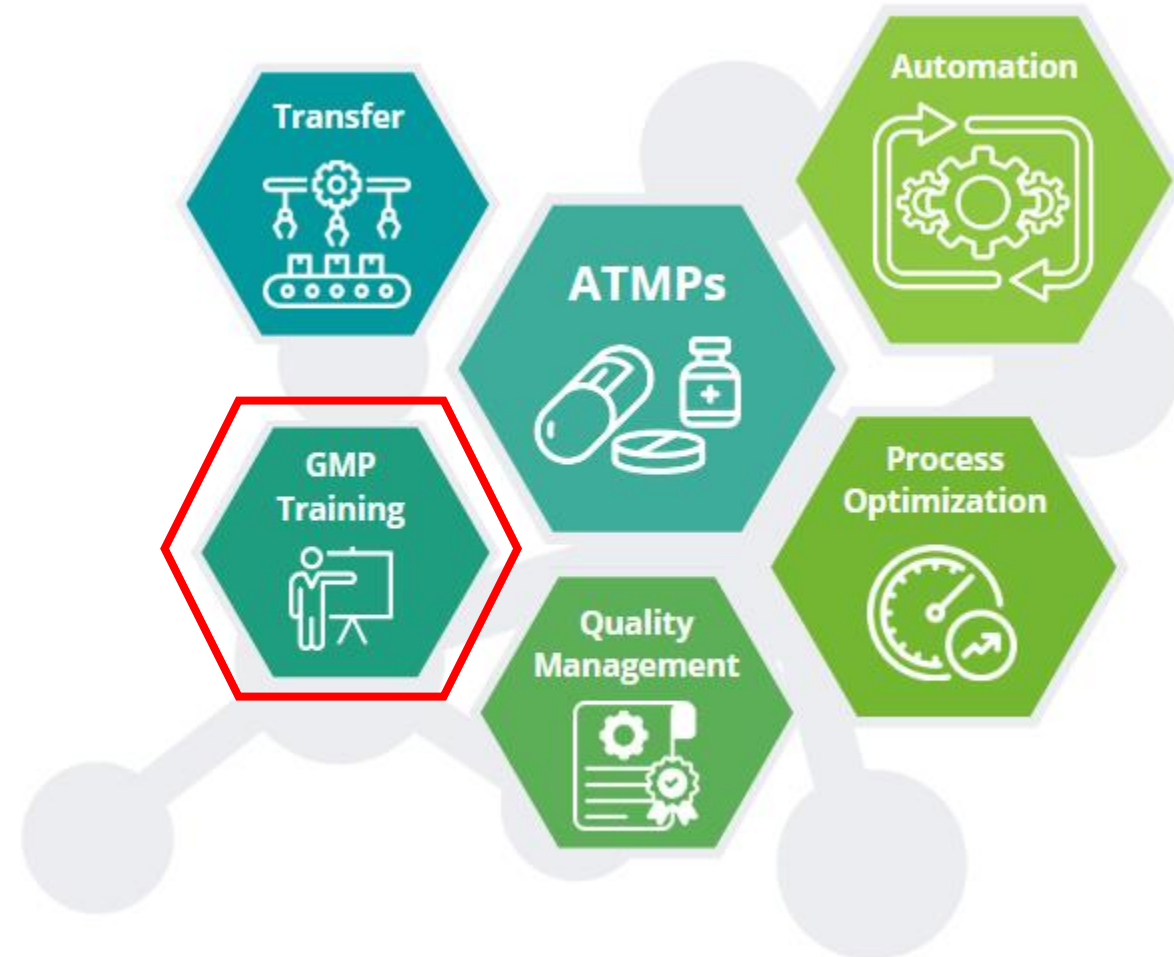 Automation
Transfer
ATMPs
GMP
Training
Process
Optimization
Quality
Management